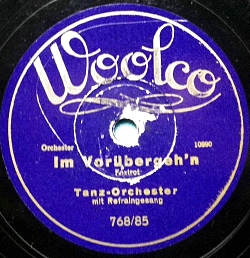 Woolco
Orchester 10890
Im Vorübergeh'n
Foxtrot
Tanz-Orchester
mit Refraingesang
768/85